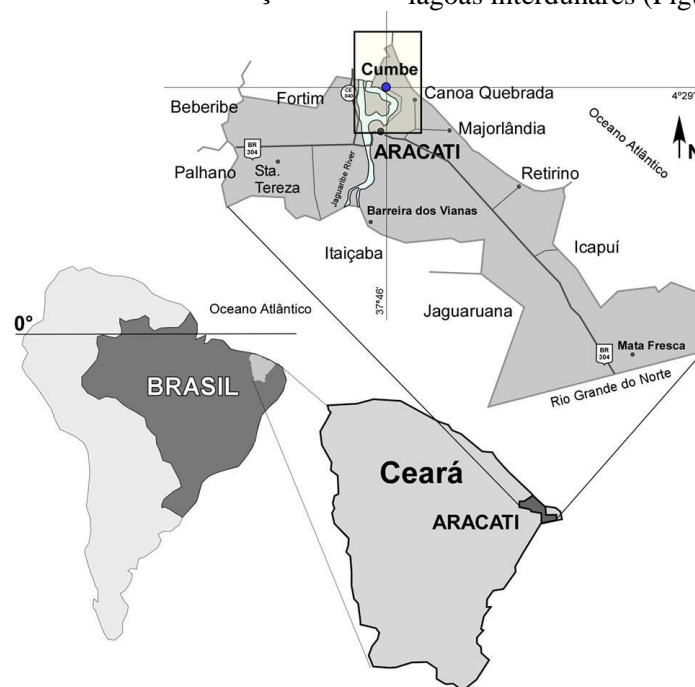 lagoas interdunares (Figu
Cumbe
4°29'
CE
040
Fortim
Canoa Quebrada
Beberibe
Oceano Atlântico
Majorlândia
N
BR
304
ARACATI
Palhano
Sta.
Tereza
Jaguaribe River
Retirino
Barreira dos Vianas
Itaiçaba
Icapuí
37°46'
Jaguaruana
Oceano Atlântico
0°
BR
304
Mata Fresca
BRASIL
Rio Grande do Norte
Ceará
ARACATI